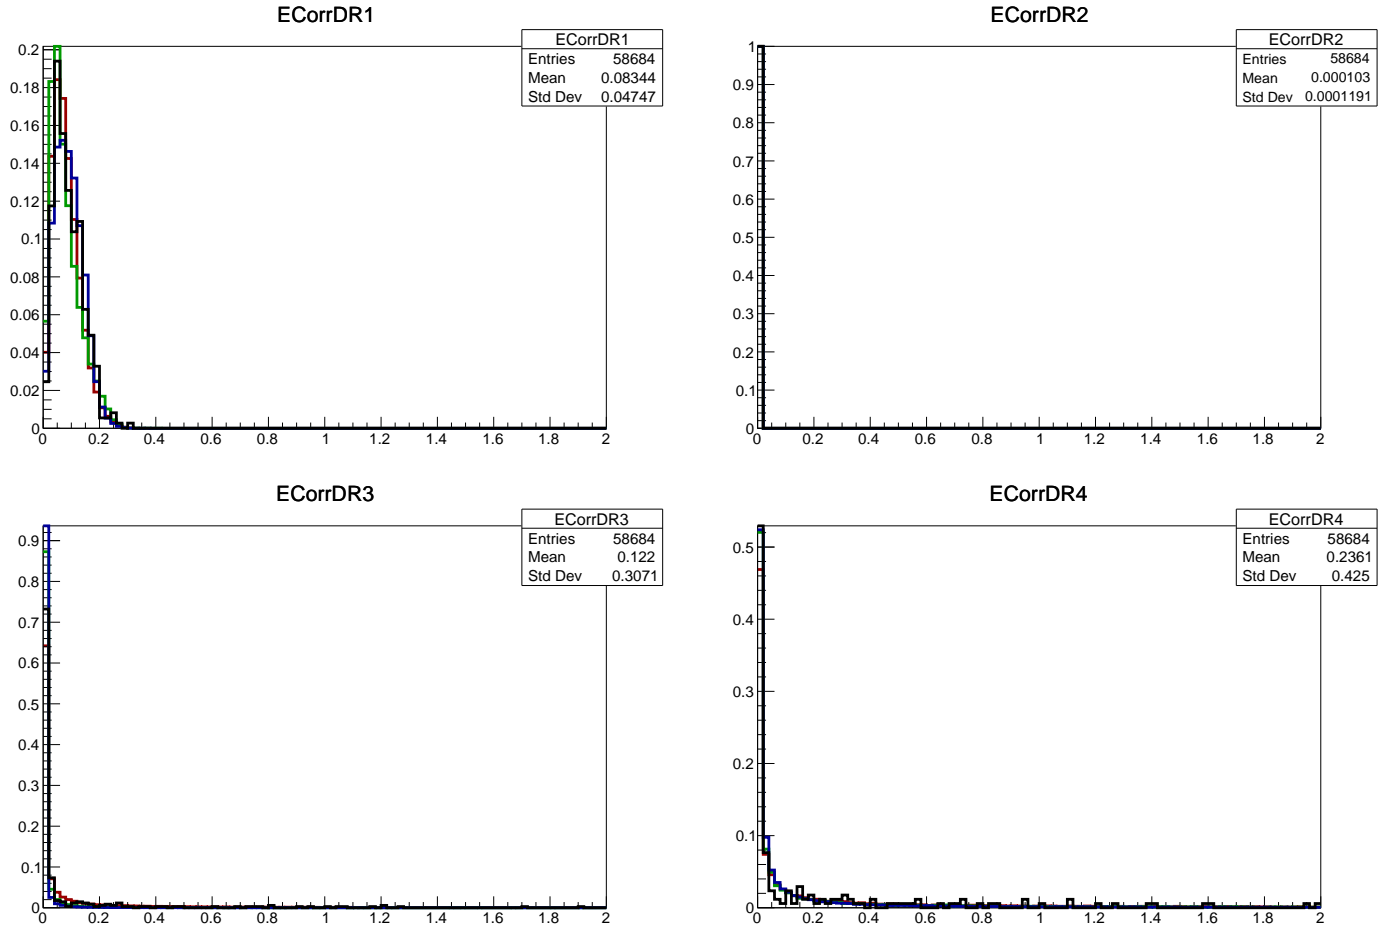 ECorrDR1
ECorrDR1
Entries 58684
Mean 0.08344
Std Dev 0.04747
0.2
0.18
0.16
0.14
0.12
0.1
0.08
0.06
0.04
0.02
0
0 0.2 0.4 0.6 0.8 1 1.2 1.4 1.6 1.8 2
ECorrDR2
ECorrDR2
Entries 58684
Mean 0.000103
Std Dev 0.0001191
1
0.9
0.8
0.7
0.6
0.5
0.4
0.3
0.2
0.1
0
0 0.2 0.4 0.6 0.8 1 1.2 1.4 1.6 1.8 2
ECorrDR3
ECorrDR3
Entries 58684
Mean 0.122
Std Dev 0.3071
0.9
0.8
0.7
0.6
0.5
0.4
0.3
0.2
0.1
0
0 0.2 0.4 0.6 0.8 1 1.2 1.4 1.6 1.8 2
ECorrDR4
ECorrDR4
Entries 58684
Mean 0.2361
Std Dev 0.425
0.5
0.4
0.3
0.2
0.1
0
0 0.2 0.4 0.6 0.8 1 1.2 1.4 1.6 1.8 2